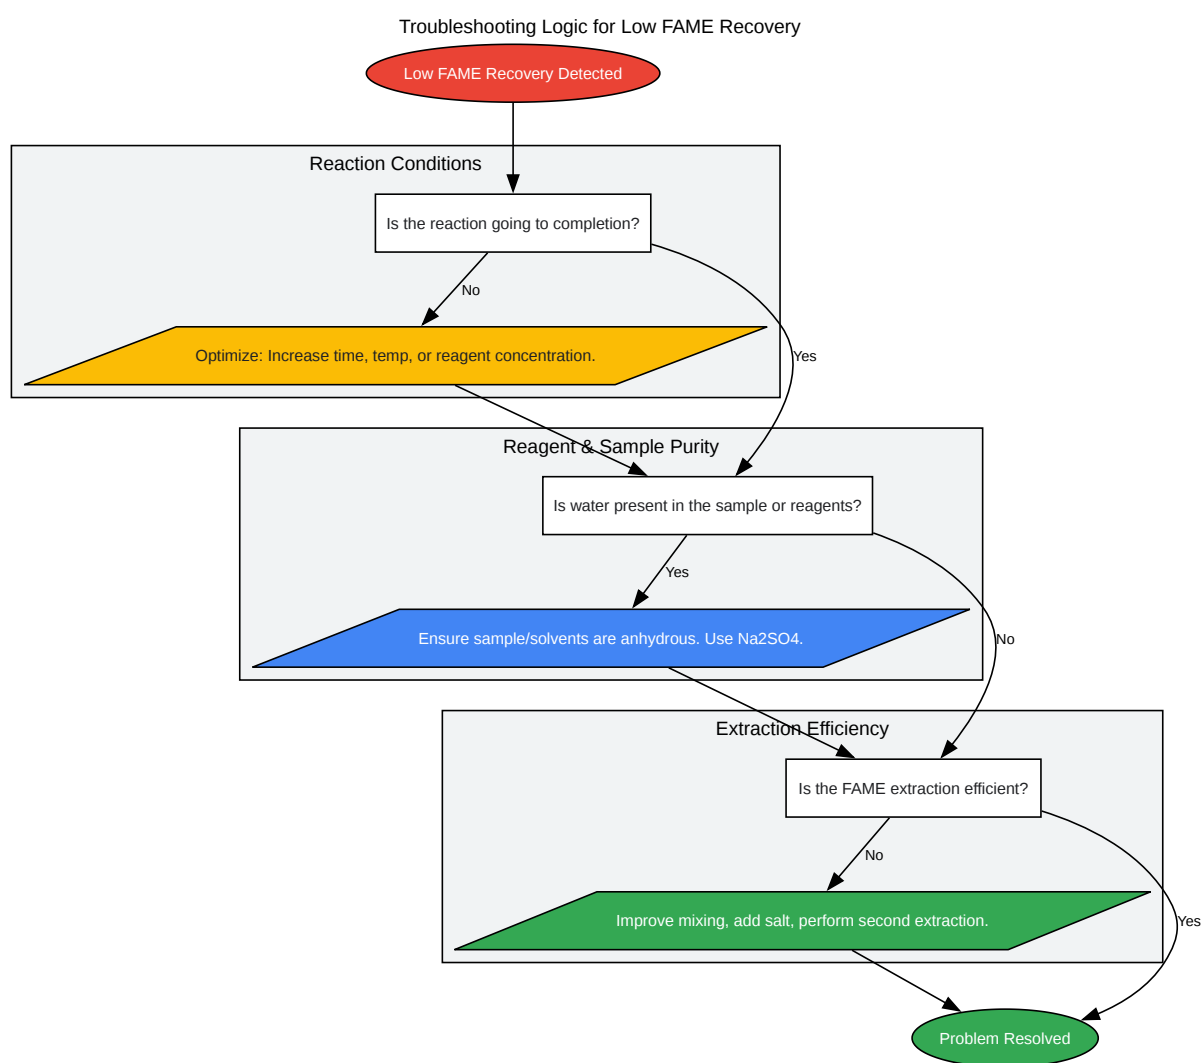 Troubleshooting Logic for Low FAME Recovery
Low FAME Recovery Detected
Reaction Conditions
Is the reaction going to completion?
No
Optimize: Increase time, temp, or reagent concentration.
Yes
Reagent & Sample Purity
Is water present in the sample or reagents?
Yes
Ensure sample/solvents are anhydrous. Use Na2SO4.
No
Extraction Efficiency
Is the FAME extraction efficient?
No
Improve mixing, add salt, perform second extraction.
Yes
Problem Resolved